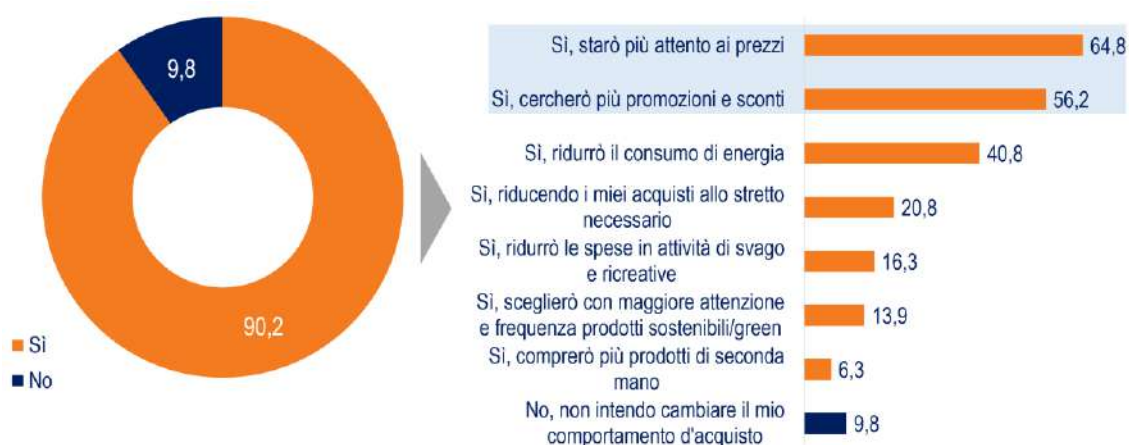 9,8
90,2
Sì
No
Sì, starò più attento ai prezzi
64,8
Sì, cercherò più promozioni e sconti
56,2
Sì, ridurrò il consumo di energia
40,8
Sì, riducendo i miei acquisti allo stretto
necessario
20,8
Sì, ridurrò le spese in attività di svago
e ricreative
16,3
Sì, sceglierò con maggiore attenzione
e frequenza prodotti sostenibili/green
13,9
Sì, comprerò più prodotti di seconda
mano
6,3
No, non intendo cambiare il mio
comportamento d'acquisto
9,8